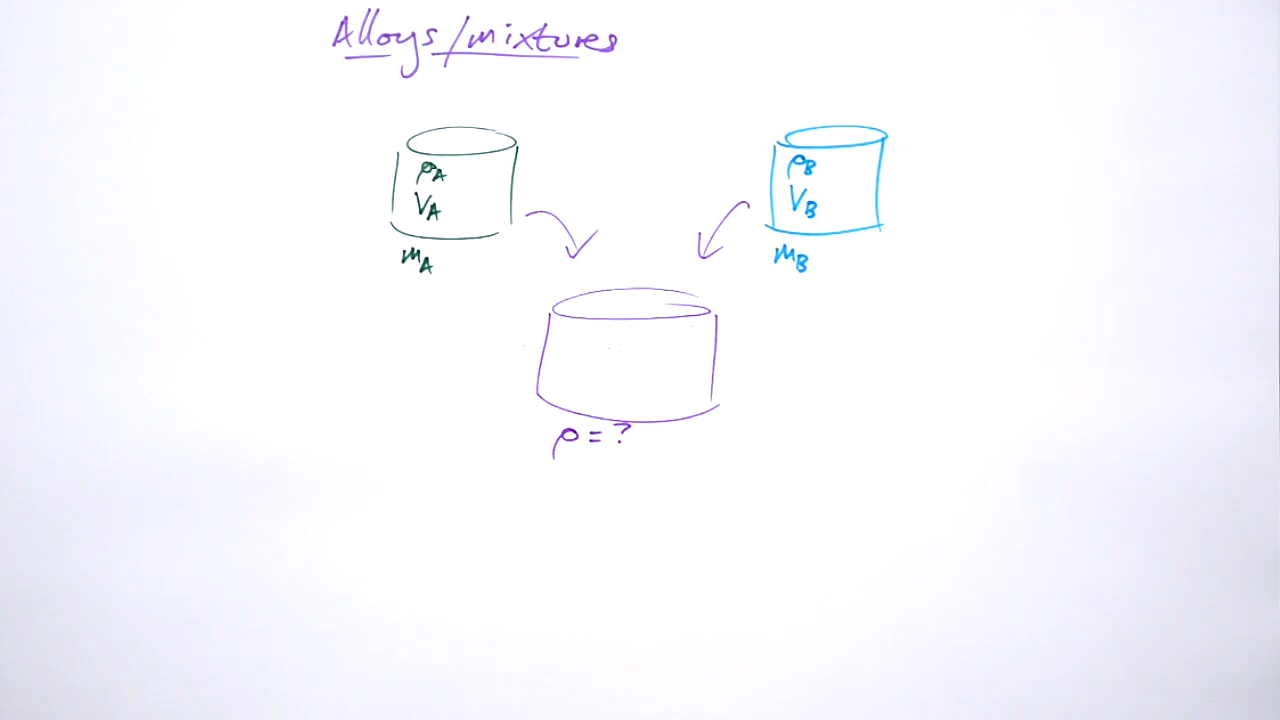 Alloys/mixtures
ρA
VA
mA
ρB
VB
mB
ρ = ?